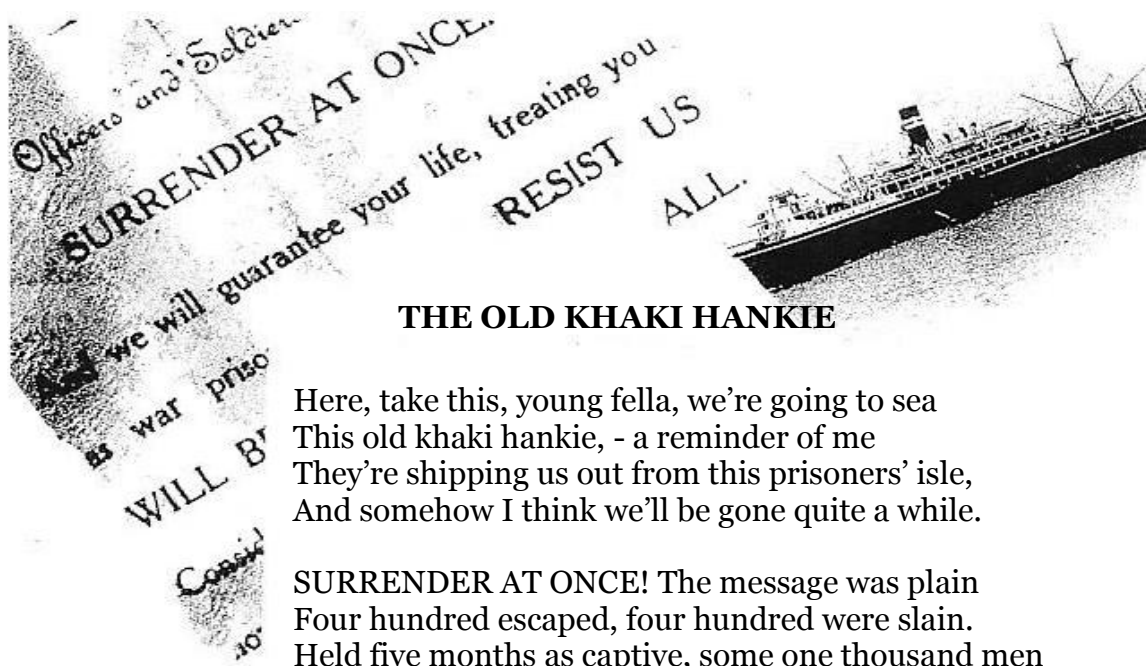 Officers and Soldiers
SURRENDER AT ONCE!
And we will guarantee your life, treating you
as war
WILL
RESIST US
ALL.
THE OLD KHAKI HANKIE
Here, take this, young fella, we’re going to sea
This old khaki hankie, - a reminder of me
They’re shipping us out from this prisoners’ isle,
And somehow I think we’ll be gone quite a while.
SURRENDER AT ONCE! The message was plain
Four hundred escaped, four hundred were slain.
Held five months as captive, some one thousand men